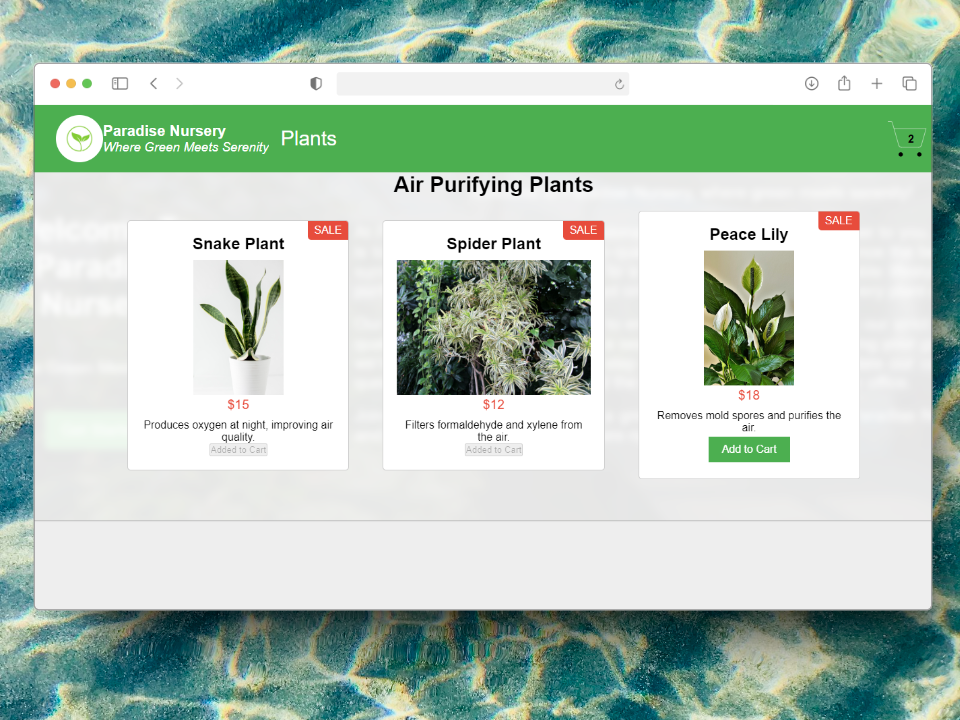 Paradise Nursery
Where Green Meets Serenity
Plants
2
Air Purifying Plants
SALE
Snake Plant
$15
Produces oxygen at night, improving air
quality.
Added to Cart
SALE
Spider Plant
$12
Filters formaldehyde and xylene from
the air.
Added to Cart
SALE
Peace Lily
$18
Removes mold spores and purifies the
air.
Add to Cart